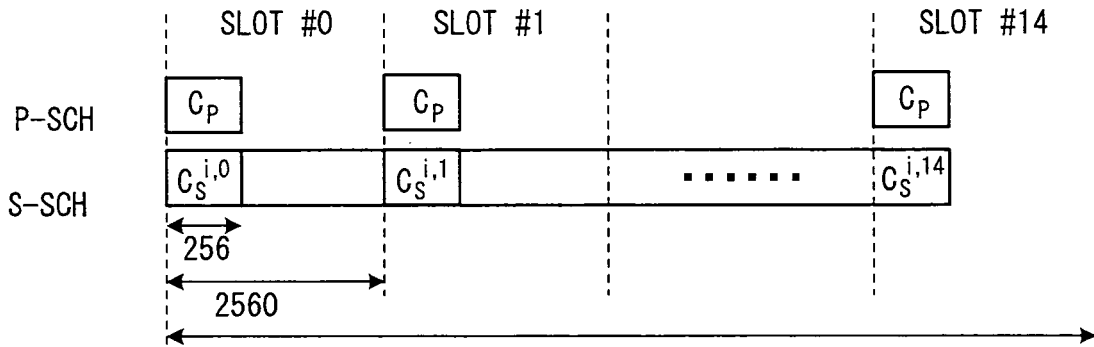 SLOT #0 SLOT #1 SLOT #14
P-SCH C_P C_P C_P
S-SCH C_S^{i,0} C_S^{i,1} ······ C_S^{i,14}
256
2560